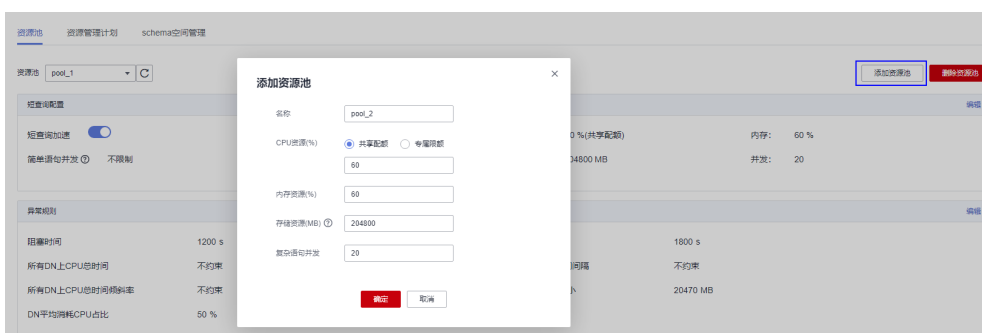 资源池 资源管理计划 schema空间管理
资源池 pool_1
添加资源池 删除资源池
短查询配置 编辑
短查询加速
0 %(共享配额) 内存： 60 %
简单语句并发 不限制
04800 MB 并发： 20
异常规则 编辑
阻塞时间 1200 s 1800 s
所有DN上CPU总时间 不约束 间隔 不约束
所有DN上CPU总时间倾斜率 不约束 小 20470 MB
DN平均消耗CPU占比 50 %
添加资源池
名称 pool_2
CPU资源(%) 共享配额 专属限额
60
内存资源(%) 60
存储资源(MB) 204800
复杂语句并发 20
确定 取消